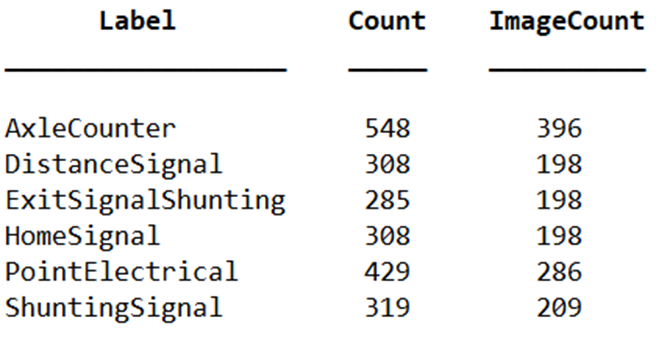 Label Count ImageCount
AxleCounter 548 396
DistanceSignal 308 198
ExitSignalShunting 285 198
HomeSignal 308 198
PointElectrical 429 286
ShuntingSignal 319 209